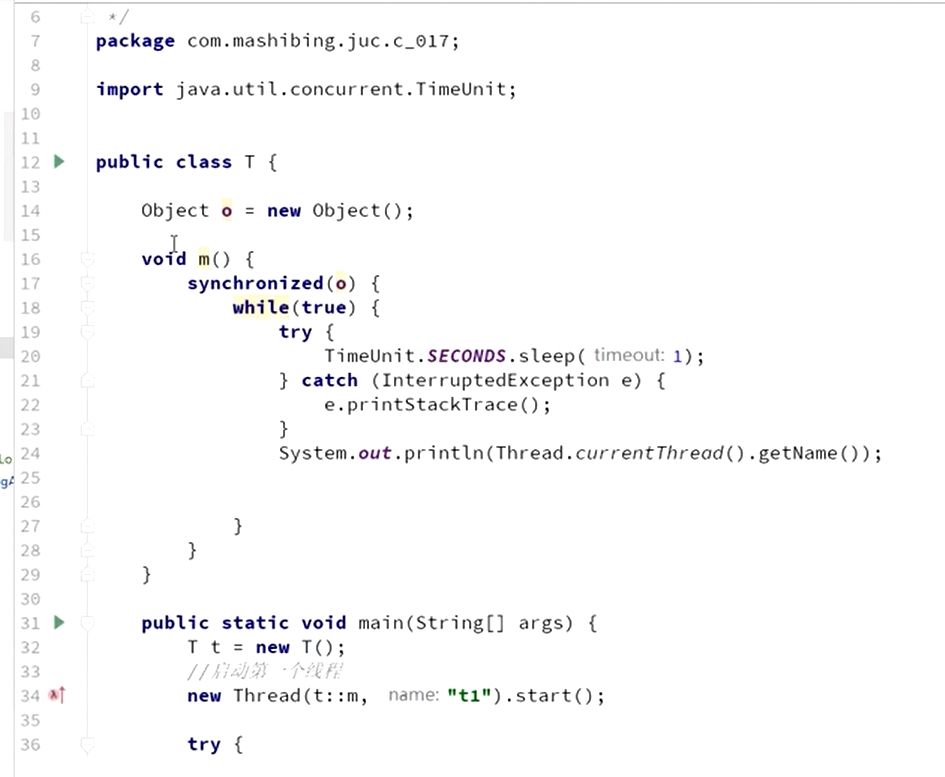 6 */
7 package com.mashibing.juc.c_017;
8
9 import java.util.concurrent.TimeUnit;
10
11
12 public class T {
13
14 Object o = new Object();
15
16 void m() {
17 synchronized(o) {
18 while(true) {
19 try {
20 TimeUnit.SECONDS.sleep( timeout: 1);
21 } catch (InterruptedException e) {
22 e.printStackTrace();
23 }
24 System.out.println(Thread.currentThread().getName());
25
26
27 }
28 }
29 }
30
31 public static void main(String[] args) {
32 T t = new T();
33 //启动第一个线程
34 new Thread(t::m, name: "t1").start();
35
36 try {